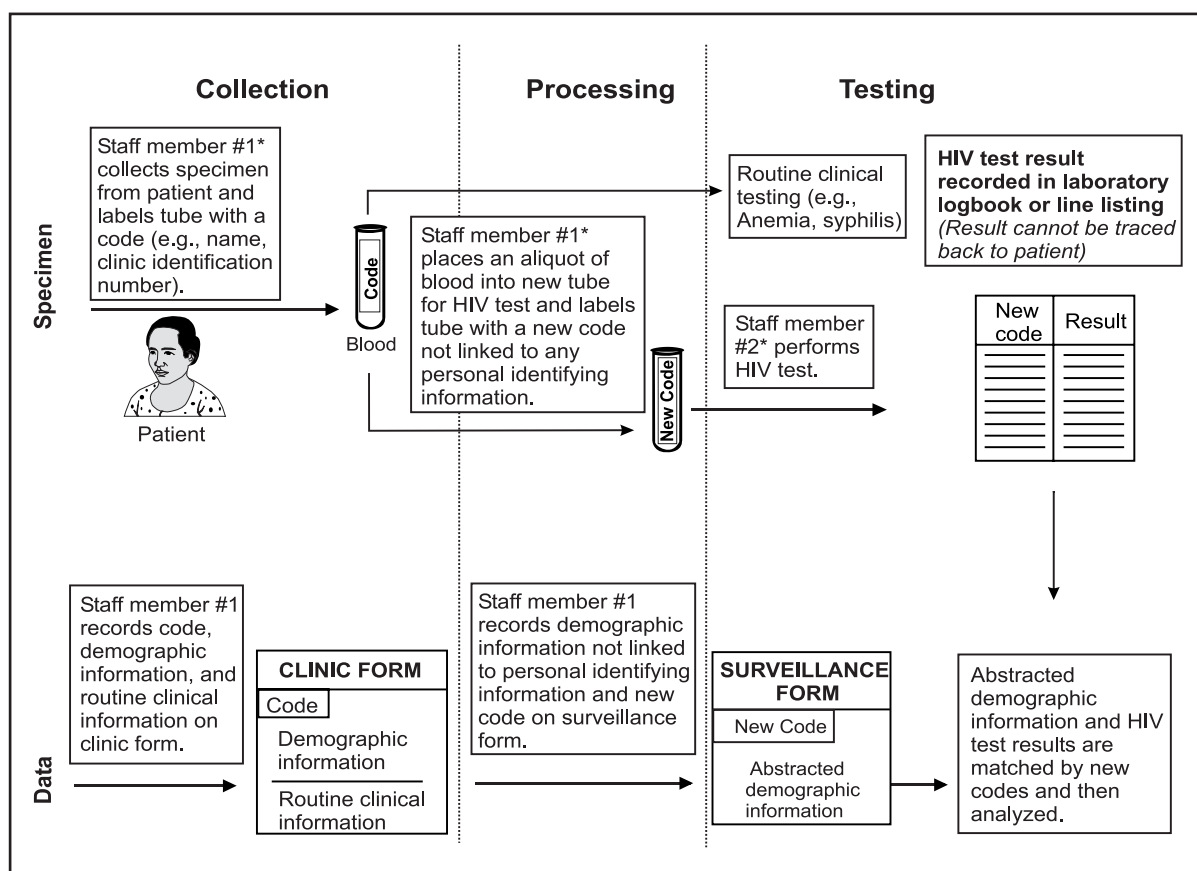 Collection
Processing
Testing
Specimen
Staff member #1*
collects specimen
from patient and
labels tube with a
code (e.g., name,
clinic identification
number).
Patient
Code
Blood
Staff member #1*
places an aliquot of
blood into new tube
for HIV test and labels
tube with a new code
not linked to any
personal identifying
information.
New Code
Routine clinical
testing (e.g.,
Anemia, syphilis)
Staff member
#2* performs
HIV test.
HIV test result
recorded in laboratory
logbook or line listing
(Result cannot be traced
back to patient)
New
code
Result
Data
Staff member #1
records code,
demographic
information, and
routine clinical
information on
clinic form.
CLINIC FORM
Code
Demographic
information
Routine clinical
information
Staff member #1
records demographic
information not linked
to personal identifying
information and new
code on surveillance
form.
SURVEILLANCE
FORM
New Code
Abstracted
demographic
information
Abstracted
demographic
information and HIV
test results are
matched by new
codes and then
analyzed.